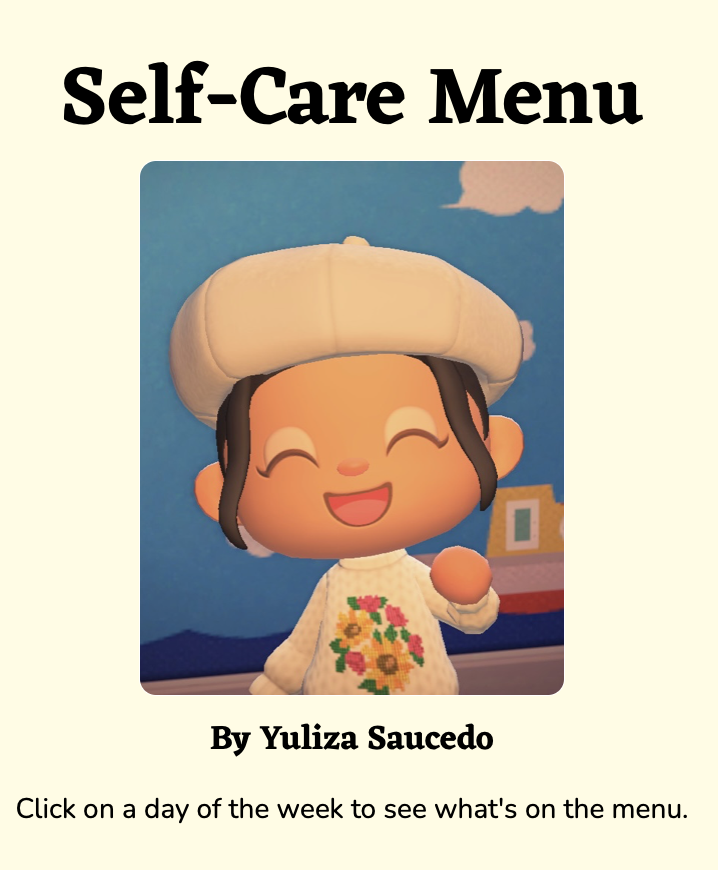 Self-Care Menu
By Yuliza Saucedo
Click on a day of the week to see what's on the menu.